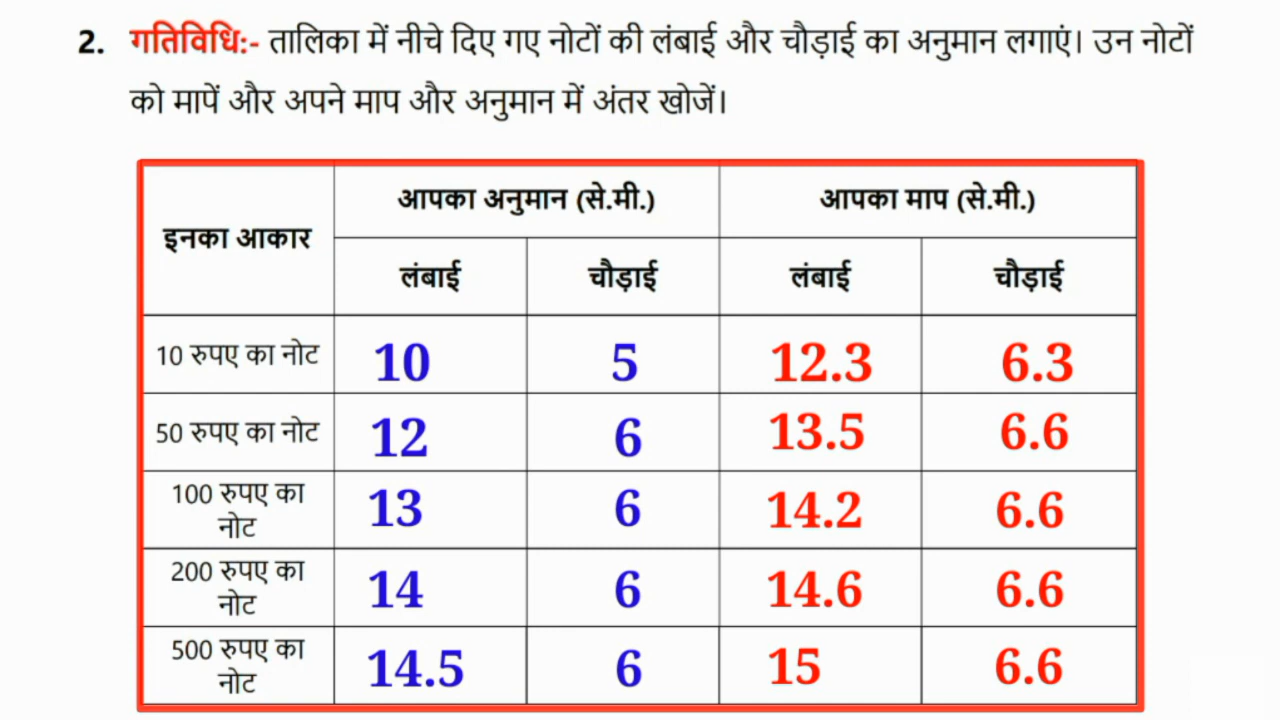 2. गतिविधि:- तालिका में नीचे दिए गए नोटों की लंबाई और चौड़ाई का अनुमान लगाएं। उन नोटों
को मापें और अपने माप और अनुमान में अंतर खोजें।
इनका आकार आपका अनुमान (से.मी.) आपका माप (से.मी.)
लंबाई चौड़ाई लंबाई चौड़ाई
10 रुपए का नोट 10 5 12.3 6.3
50 रुपए का नोट 12 6 13.5 6.6
100 रुपए का
नोट 13 6 14.2 6.6
200 रुपए का
नोट 14 6 14.6 6.6
500 रुपए का
नोट 14.5 6 15 6.6